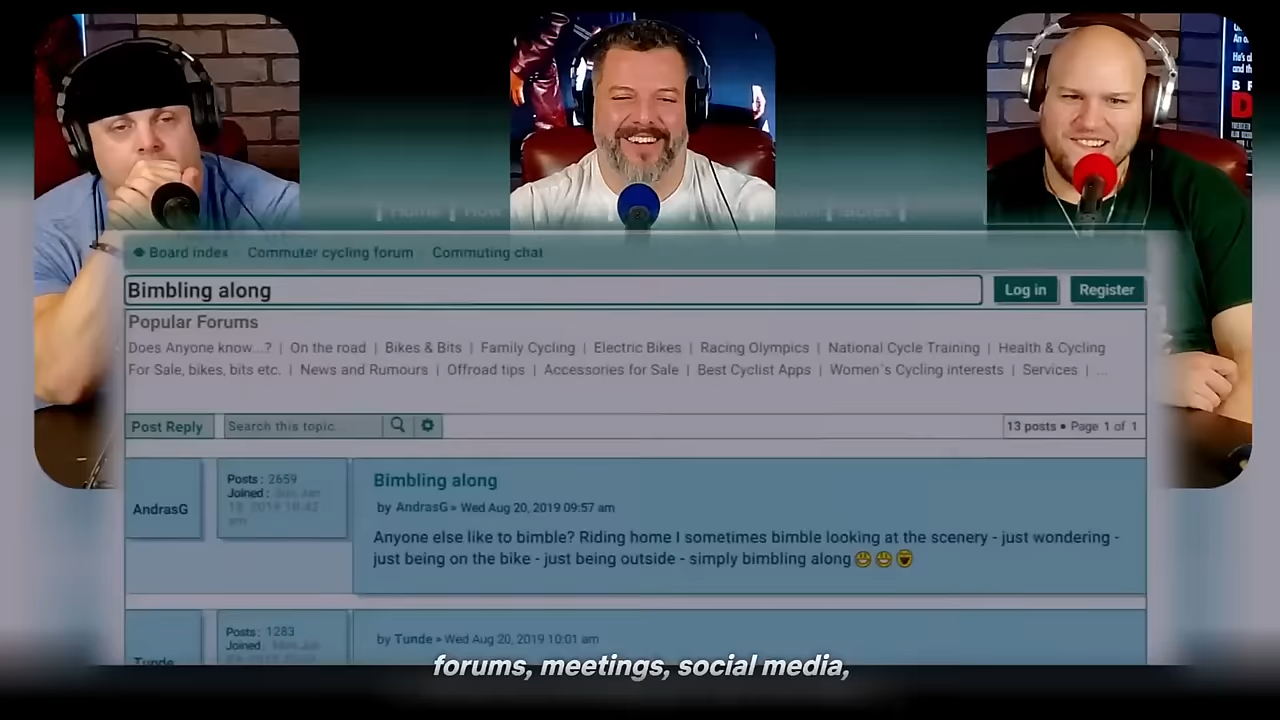 Board index Commuter cycling forum Commuting chat
Bimbling along
Log in
Register
Popular Forums
Does Anyone know...? | On the road | Bikes & Bits | Family Cycling | Electric Bikes | Racing Olympics | National Cycle Training | Health & Cycling
For Sale, bikes, bits etc. | News and Rumours | Offroad tips | Accessories for Sale | Best Cyclist Apps | Women`s Cycling interests | Services | ...
Post Reply
Search this topic...
13 posts • Page 1 of 1
AndrasG
Posts : 2659
Joined :
Bimbling along
by AndrasG » Wed Aug 20, 2019 09:57 am
Anyone else like to bimble? Riding home I sometimes bimble looking at the scenery - just wondering -
just being on the bike - just being outside - simply bimbling along
Tunde
Posts : 1283
Joined :
by Tunde » Wed Aug 20, 2019 10:01 am
forums, meetings, social media,